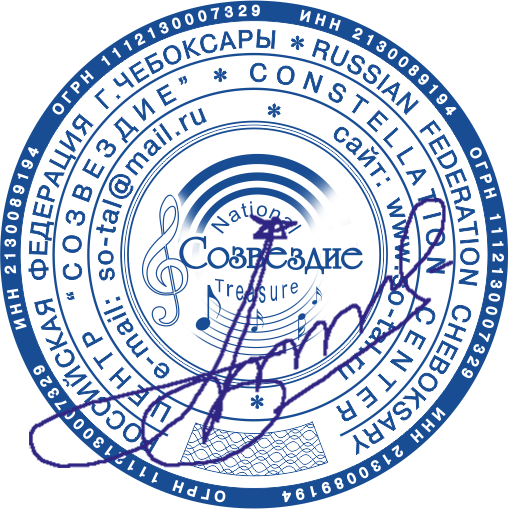 ОГРН 1112130007329 ИНН 2130089194 ОГРН 1112130007329 ИНН 2130089194 ОГРН 1112130007329 ИНН 2130089194
РОССИЙСКАЯ ФЕДЕРАЦИЯ Г.ЧЕБОКСАРЫ * RUSSIAN FEDERATION CHEBOKSARY
ЦЕНТР "СОЗВЕЗДИЕ" * CONSTELLATION CENTER
e-mail: so-tal@mail.ru * сайт: www.so-tal.ru *
National
Созвездие
Treasure